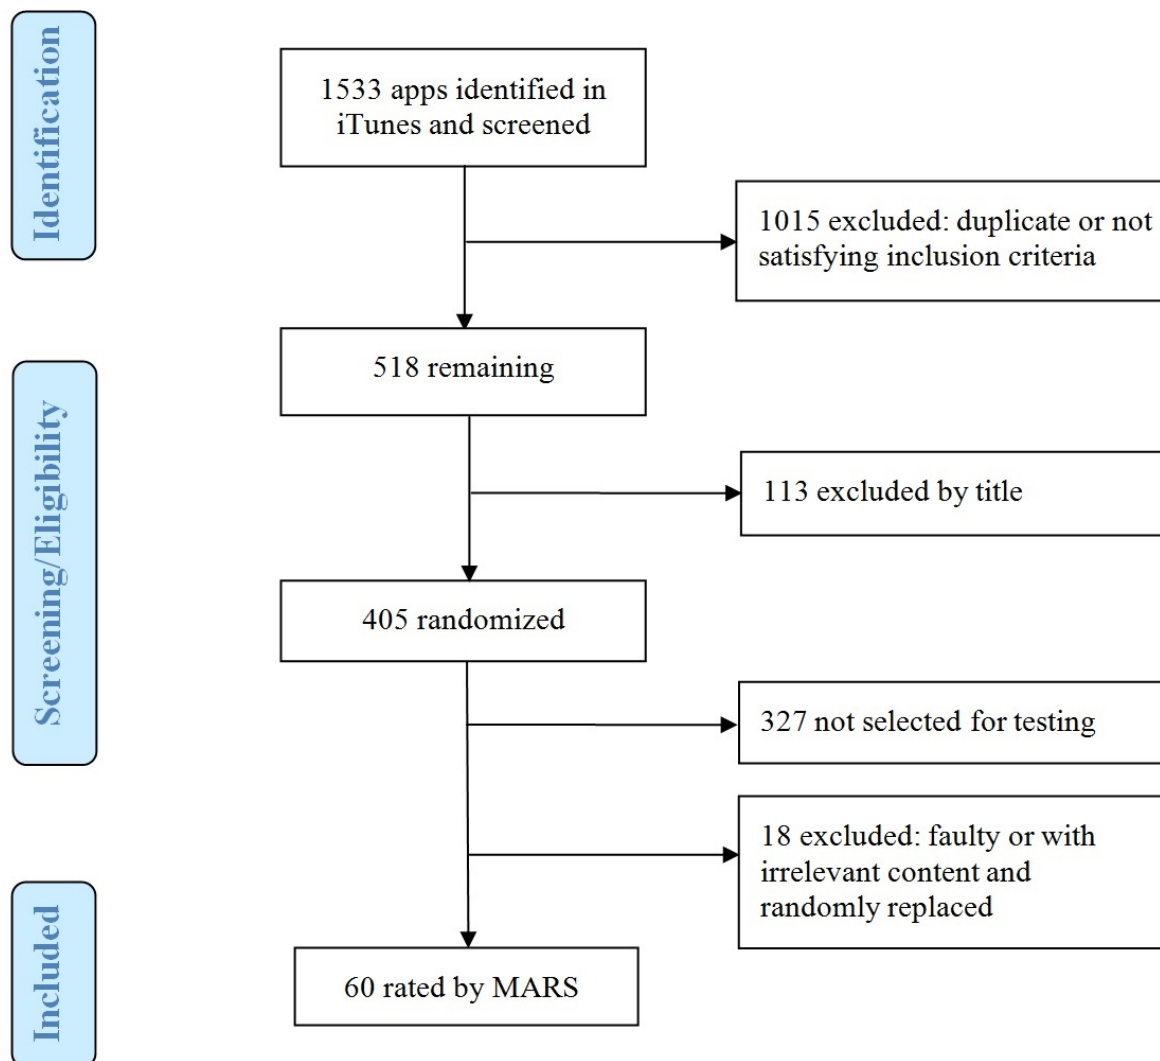 Identification
1533 apps identified in
iTunes and screened
1015 excluded: duplicate or not
satisfying inclusion criteria
518 remaining
Screening/Eligibility
113 excluded by title
405 randomized
327 not selected for testing
18 excluded: faulty or with
irrelevant content and
randomly replaced
Included
60 rated by MARS